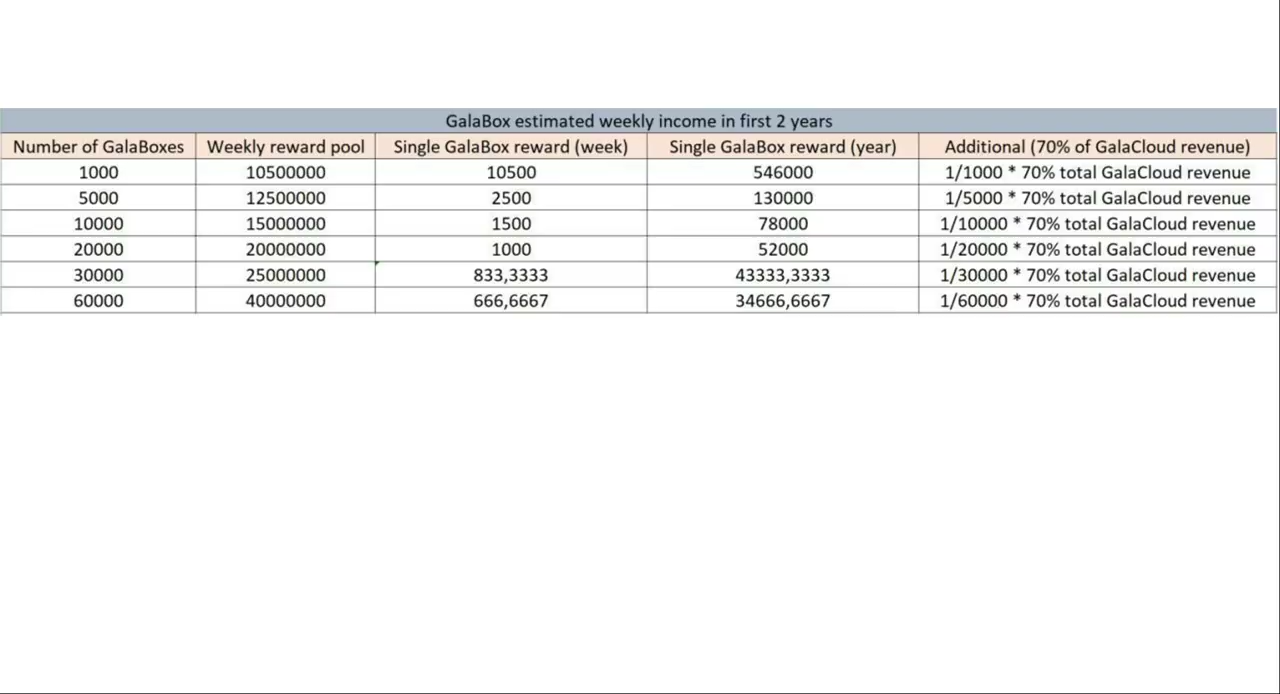 GalaBox estimated weekly income in first 2 years
Number of GalaBoxes Weekly reward pool Single GalaBox reward (week) Single GalaBox reward (year) Additional (70% of GalaCloud revenue)
1000 10500000 10500 546000 1/1000 * 70% total GalaCloud revenue
5000 12500000 2500 130000 1/5000 * 70% total GalaCloud revenue
10000 15000000 1500 78000 1/10000 * 70% total GalaCloud revenue
20000 20000000 1000 52000 1/20000 * 70% total GalaCloud revenue
30000 25000000 833,3333 43333,3333 1/30000 * 70% total GalaCloud revenue
60000 40000000 666,6667 34666,6667 1/60000 * 70% total GalaCloud revenue